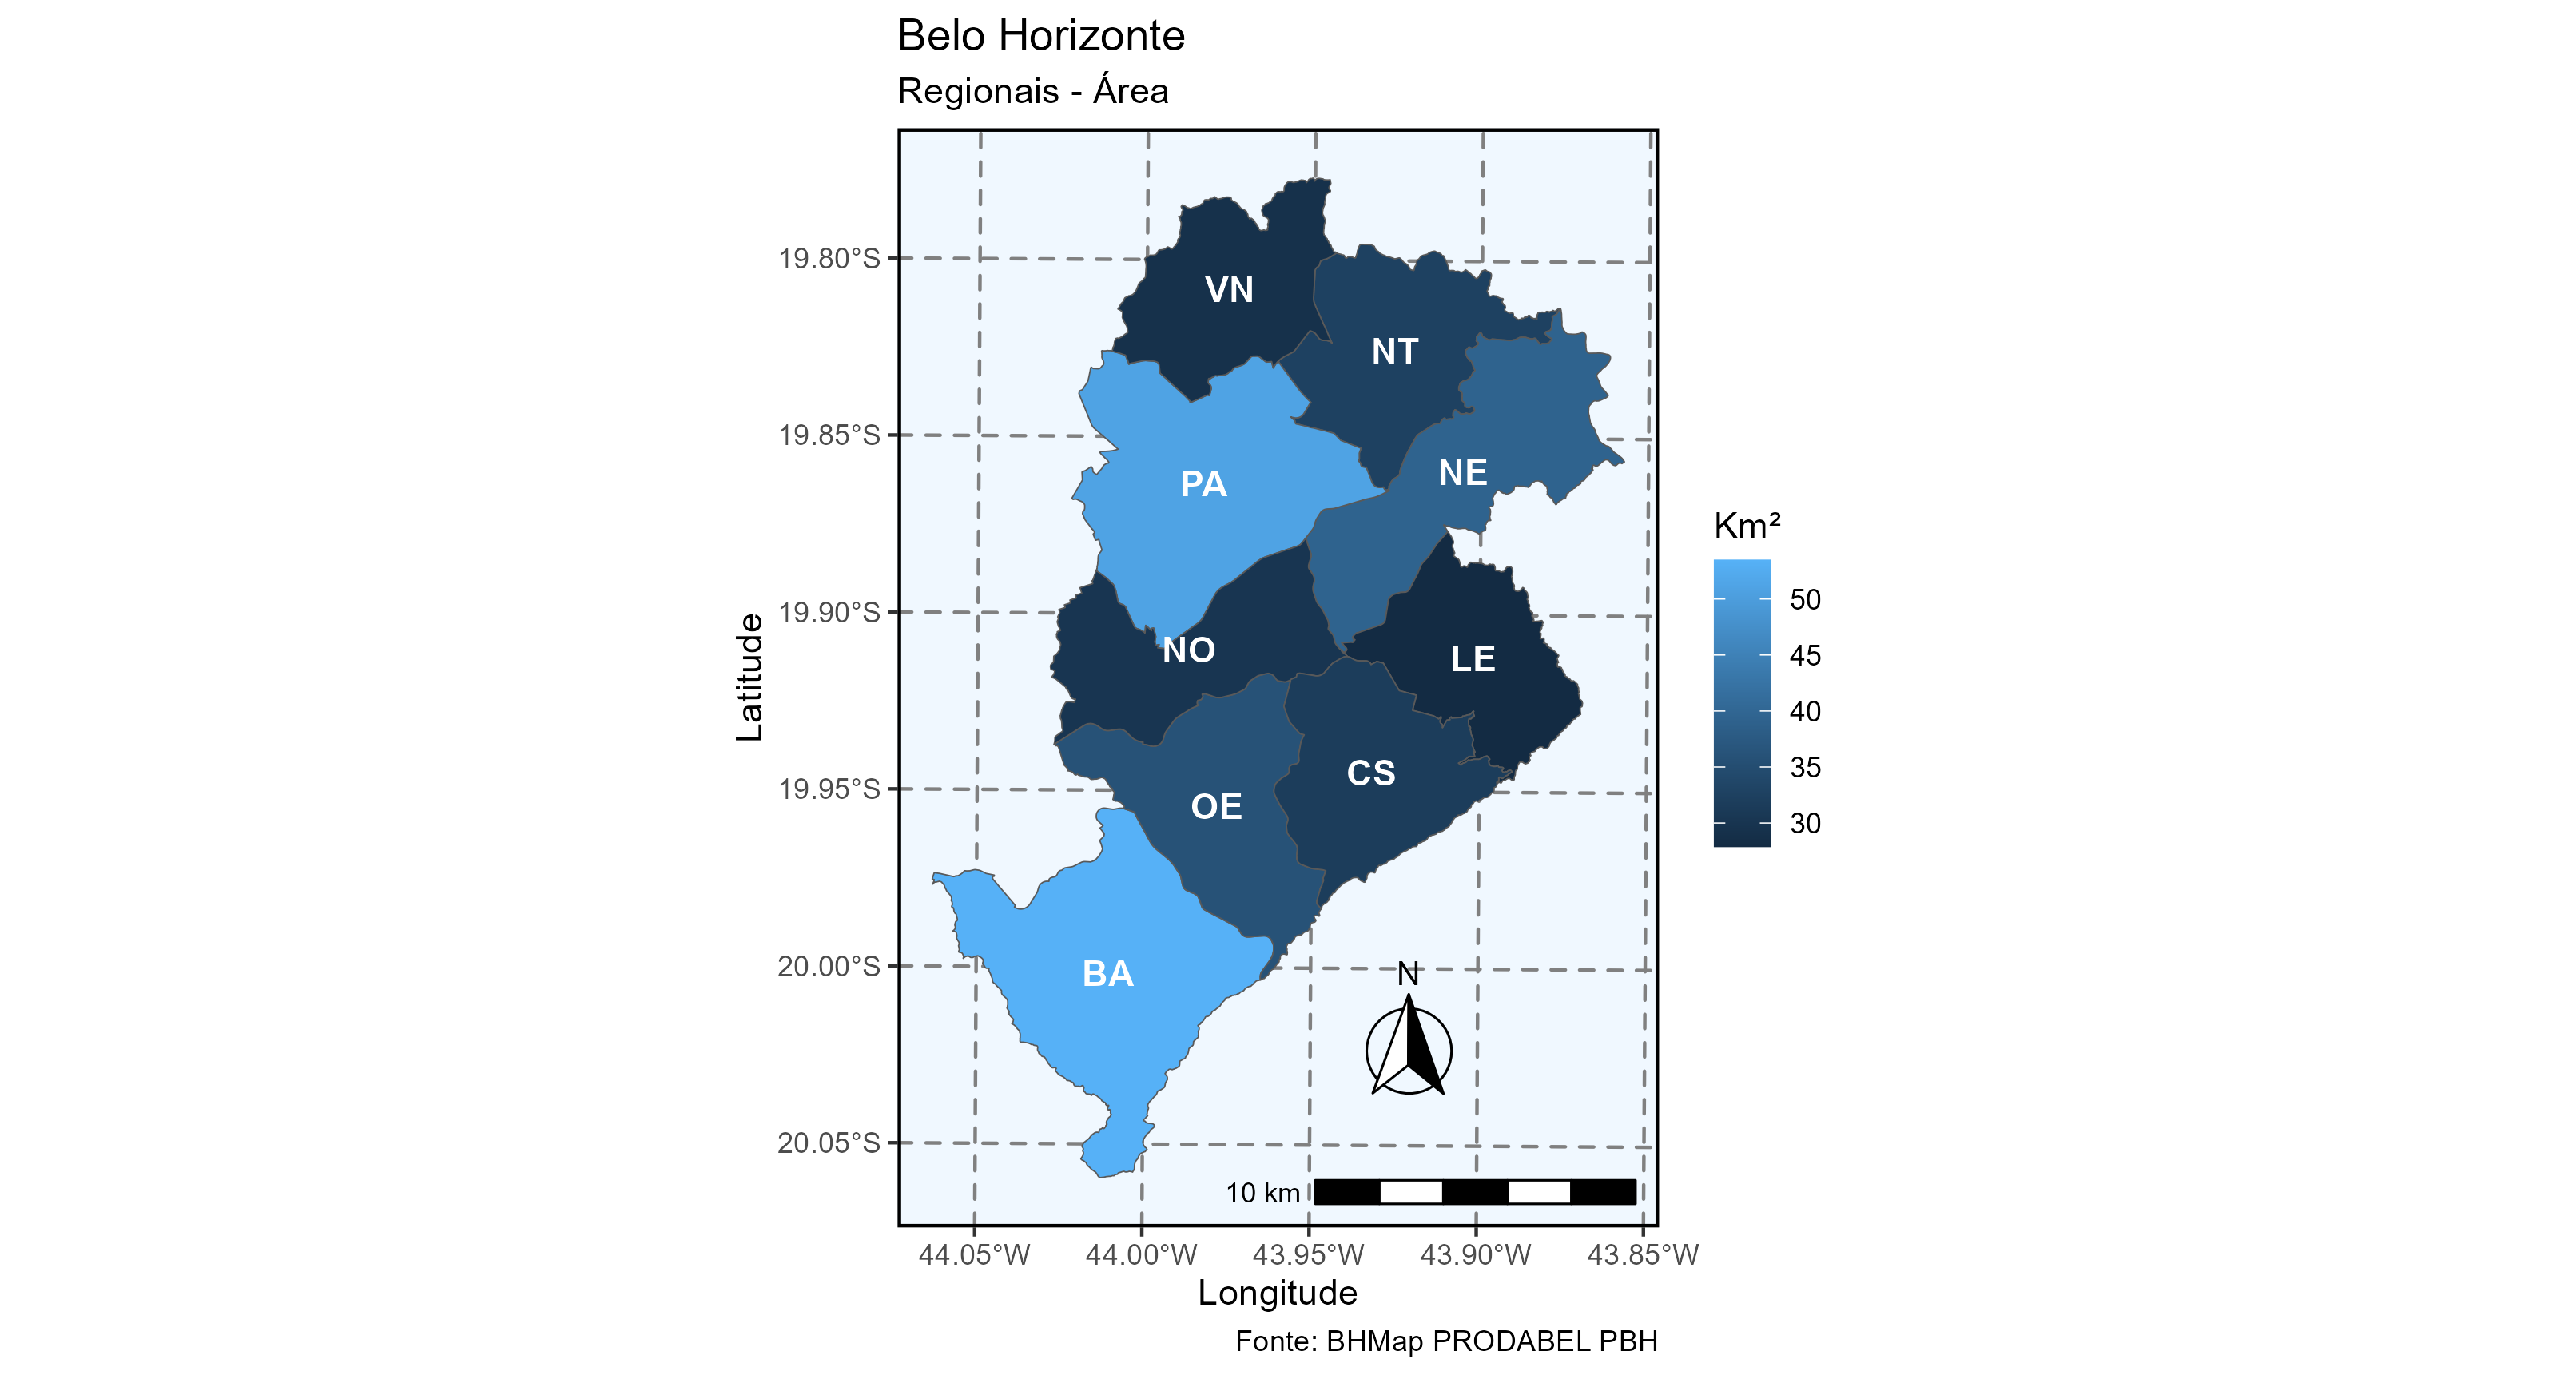 Belo Horizonte
Regionais - Área
19.80°S
19.85°S
19.90°S
19.95°S
20.00°S
20.05°S
Latitude
VN
NT
NE
PA
NO
LE
CS
OE
BA
N
10 km
44.05°W 44.00°W 43.95°W 43.90°W 43.85°W
Longitude
Fonte: BHMap PRODABEL PBH
Km²
50
45
40
35
30